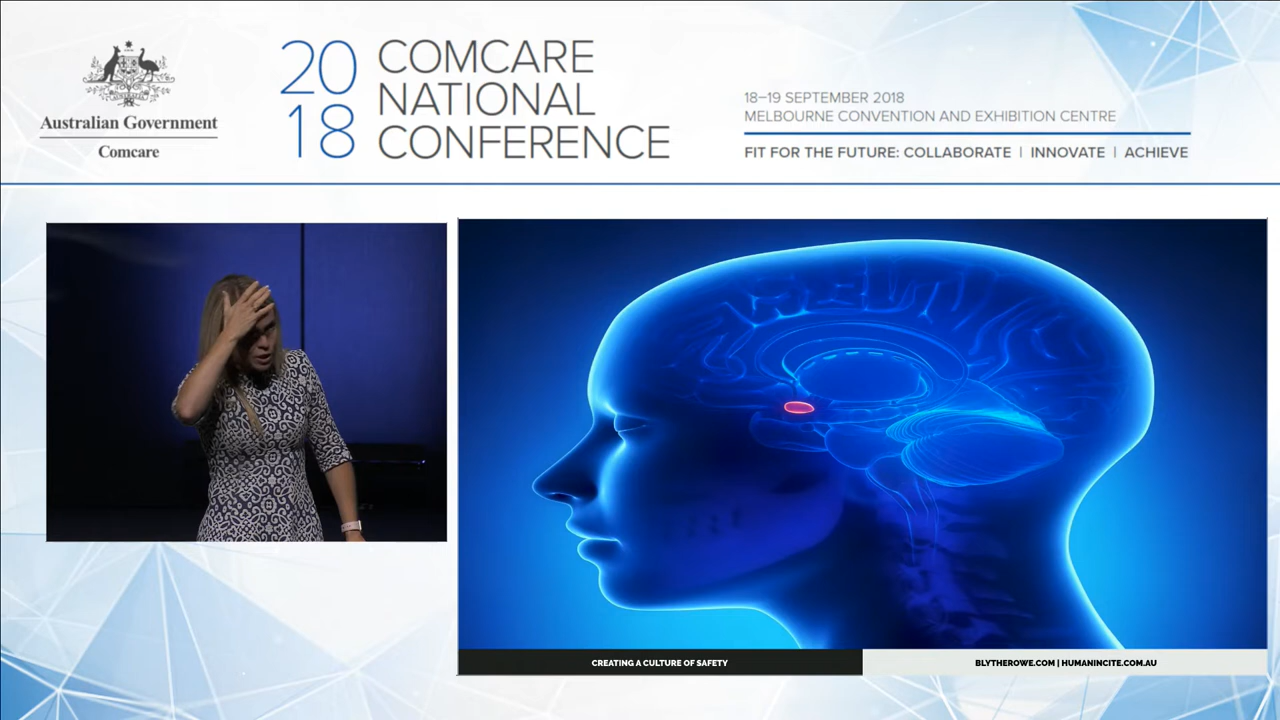 Australian Government
Comcare
20
18
COMCARE
NATIONAL
CONFERENCE
18–19 SEPTEMBER 2018
MELBOURNE CONVENTION AND EXHIBITION CENTRE
FIT FOR THE FUTURE: COLLABORATE | INNOVATE | ACHIEVE
CREATING A CULTURE OF SAFETY
BLYTHEROWE.COM | HUMANINCITE.COM.AU